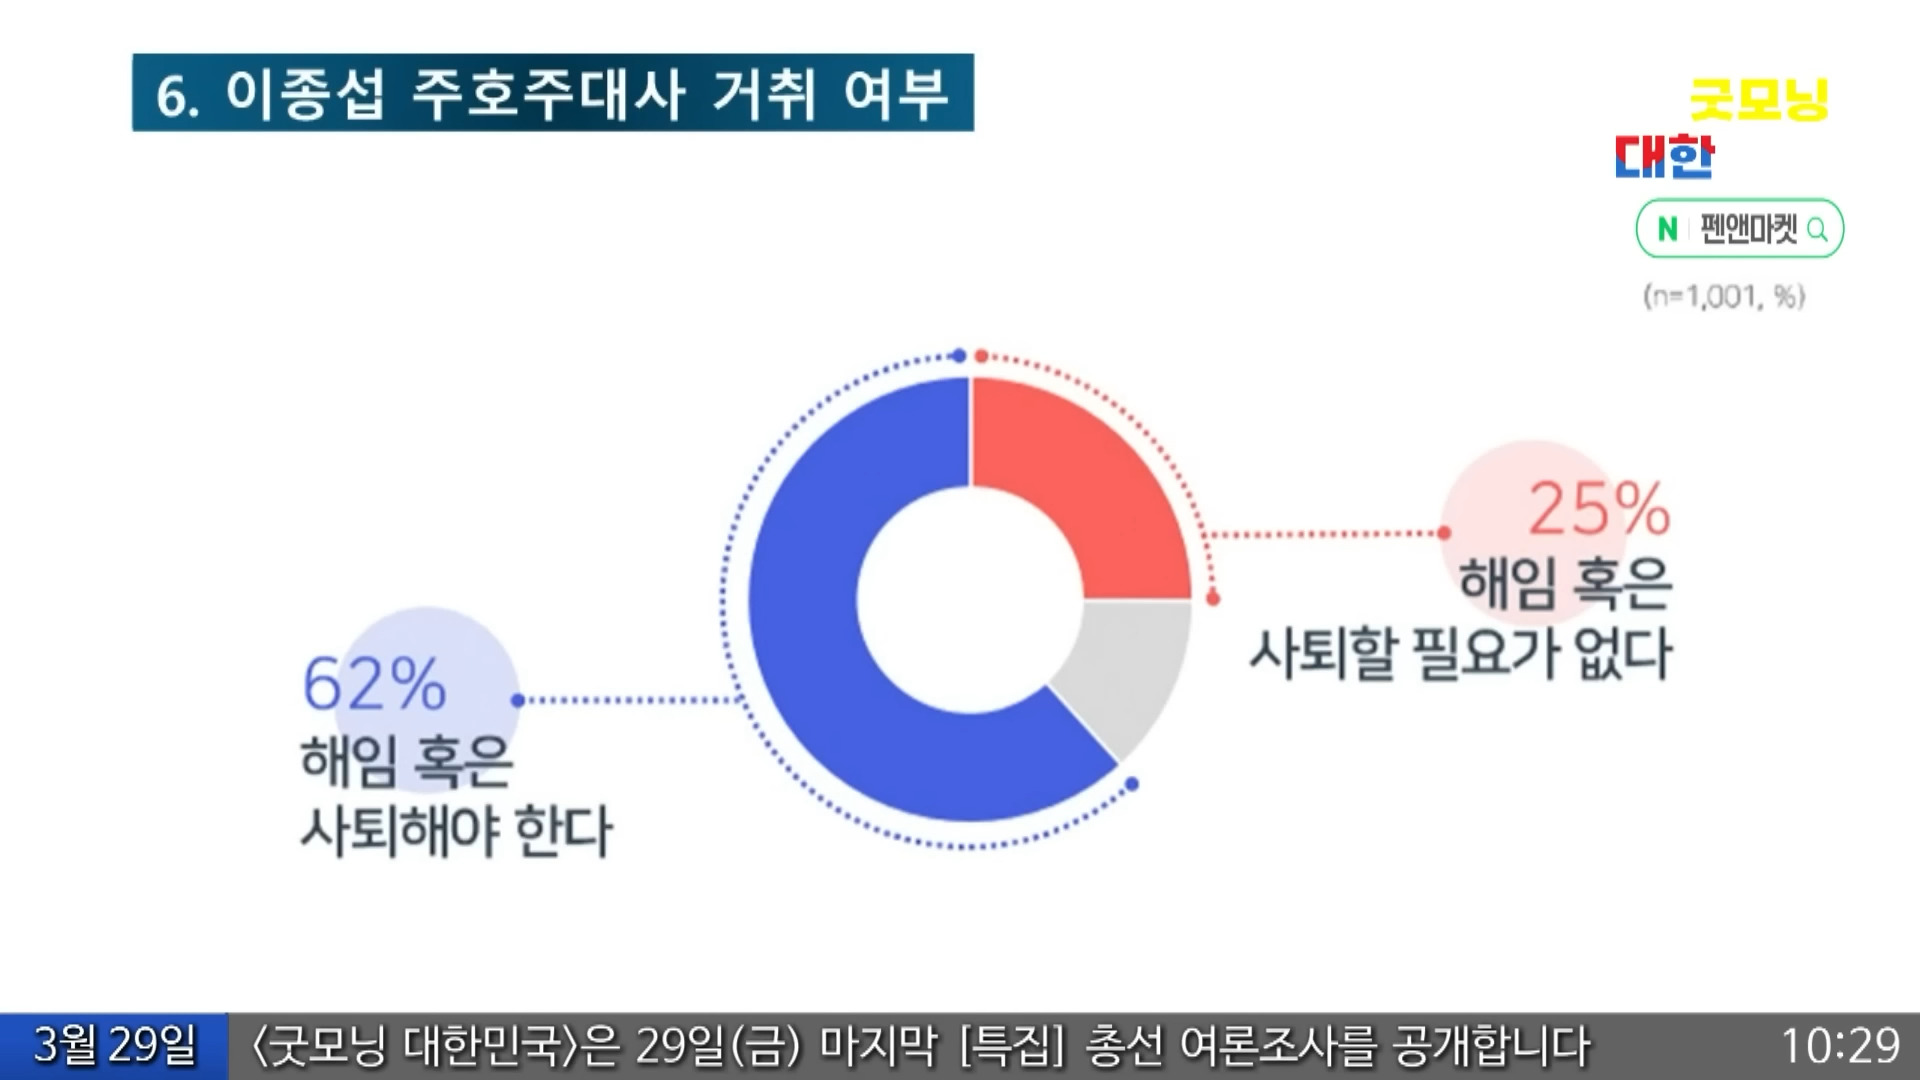 6. 이종섭 주호주대사 거취 여부
굿모닝
대한
N 펜앤마켓
(n=1,001, %)
25%
해임 혹은
사퇴할 필요가 없다
62%
해임 혹은
사퇴해야 한다
3월 29일 〈굿모닝 대한민국〉은 29일(금) 마지막 [특집] 총선 여론조사를 공개합니다 10:29